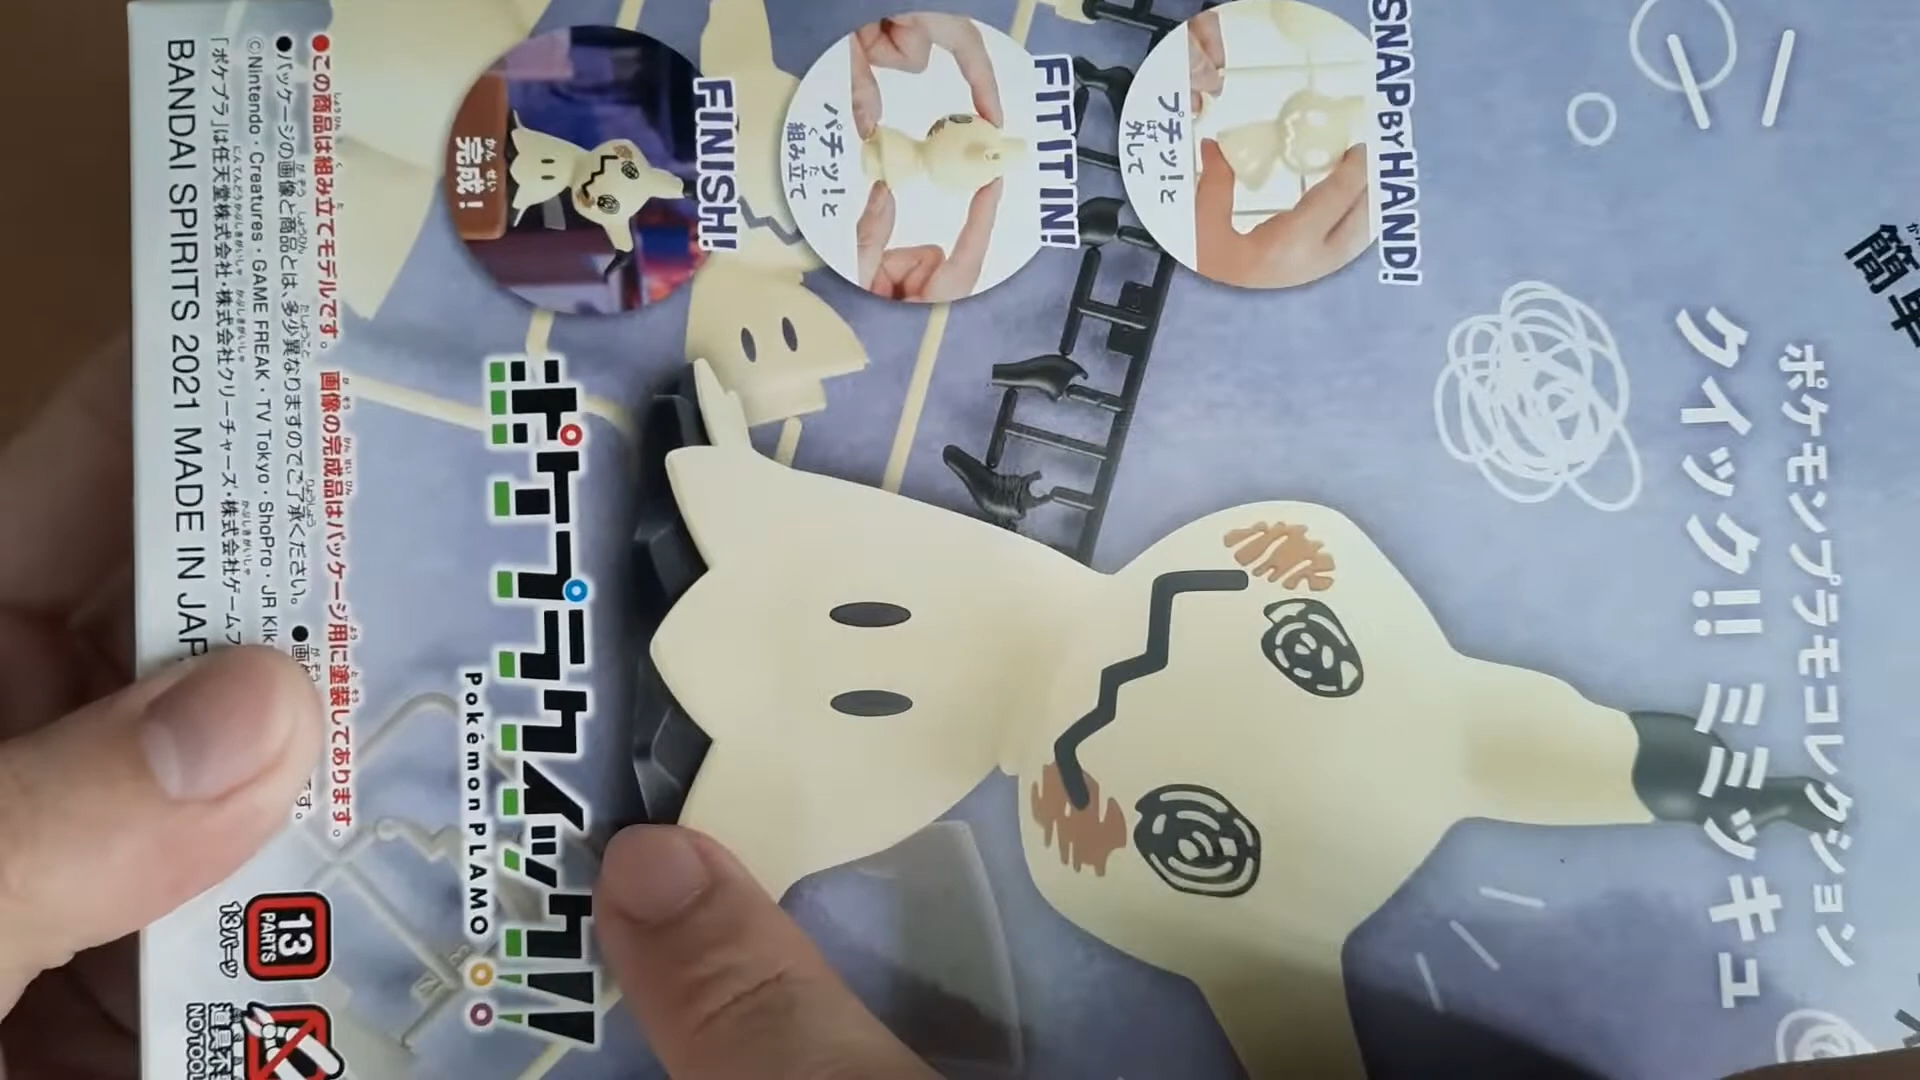 ポケモンプラモコレクション
クイック!! ミミッキュ
簡単
SNAP BY HAND!
プチッ!と
外して
FIT IT IN!
パチッ!と
組み立て
FINISH!
完成!
ポケプラクイック!!
Pokémon PLAMO
●この商品は組み立てモデルです。 画像の完成品はパッケージ用に塗装してあります。
●パッケージの画像と商品とは、多少異なりますのでご了承ください。 ●画
©Nintendo・Creatures・GAME FREAK・TV Tokyo・ShoPro・JR Kik
「ポケプラ」は任天堂株式会社・株式会社クリーチャーズ・株式会社ゲームフ
BANDAI SPIRITS 2021 MADE IN JAP
13
PARTS
13パーツ
道具不
NO TOOL